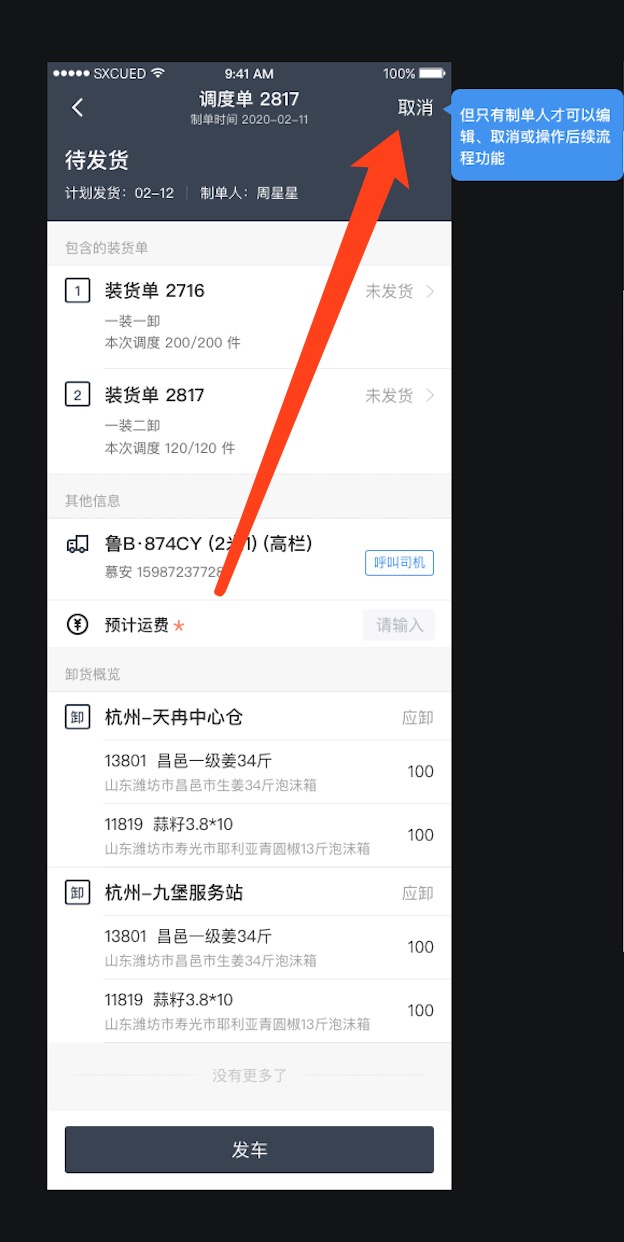 SXCUED
9:41 AM
100%
调度单 2817
取消
制单时间 2020-02-11
但只有制单人才可以编
辑、取消或操作后续流
程功能
待发货
计划发货：02-12
制单人：周星星
包含的装货单
1
装货单 2716
未发货
一装一卸
本次调度 200/200 件
2
装货单 2817
未发货
一装二卸
本次调度 120/120 件
其他信息
鲁B·874CY (2米1) (高栏)
慕安 15987237728
呼叫司机
预计运费 *
请输入
卸货概览
卸
杭州-天冉中心仓
应卸
13801 昌邑一级姜34斤
100
山东潍坊市昌邑市生姜34斤泡沫箱
11819 蒜籽3.8*10
100
山东潍坊市寿光市耶利亚青圆椒13斤泡沫箱
卸
杭州-九堡服务站
应卸
13801 昌邑一级姜34斤
100
山东潍坊市昌邑市生姜34斤泡沫箱
11819 蒜籽3.8*10
100
山东潍坊市寿光市耶利亚青圆椒13斤泡沫箱
没有更多了
发车